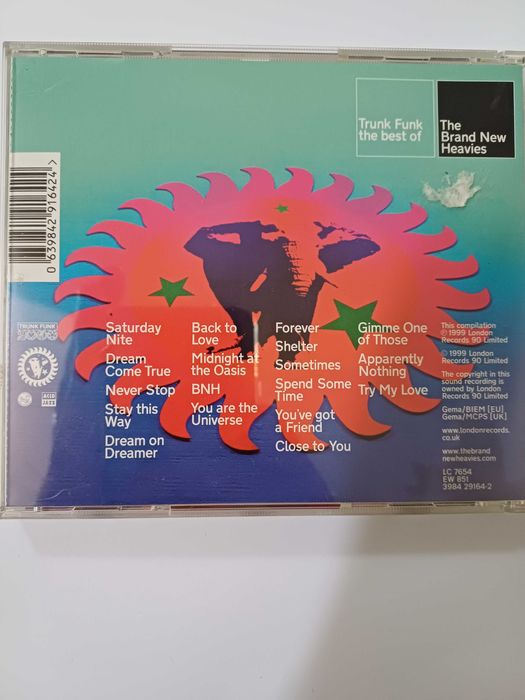 Trunk Funk
the best of
The
Brand New
Heavies
0 639842 916424 >
TRUNK FUNK
ACID
JAZZ
Saturday
Nite
Dream
Come True
Never Stop
Stay this
Way
Dream on
Dreamer
Back to
Love
Midnight at
the Oasis
BNH
You are the
Universe
Forever
Shelter
Sometimes
Spend Some
Time
You've got
a Friend
Close to You
Gimme One
of Those
Apparently
Nothing
Try My Love
This compilation
℗ 1999 London
Records 90 Limited
© 1999 London
Records 90 Limited
The copyright in this
sound recording is
owned by London
Records 90 Limited
Gema/BIEM [EU]
Gema/MCPS [UK]
www.londonrecords.
co.uk
www.thebrand
newheavies.com
LC 7654
EW 851
3984 29164-2